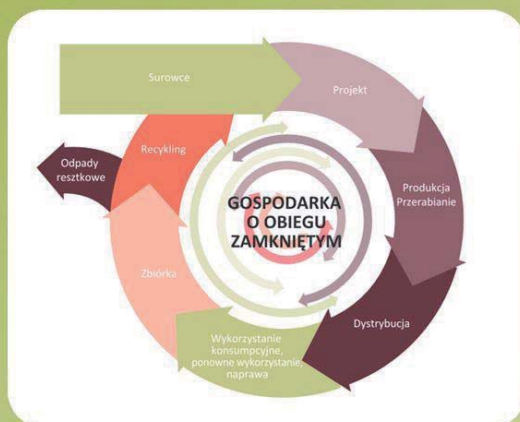 Surowce
Projekt
Recykling
Odpady
resztkowe
Produkcja
Przerabianie
GOSPODARKA
O OBIEGU
ZAMKNIĘTYM
Zbiórka
Dystrybucja
Wykorzystanie
konsumpcyjne,
ponowne wykorzystanie,
naprawa